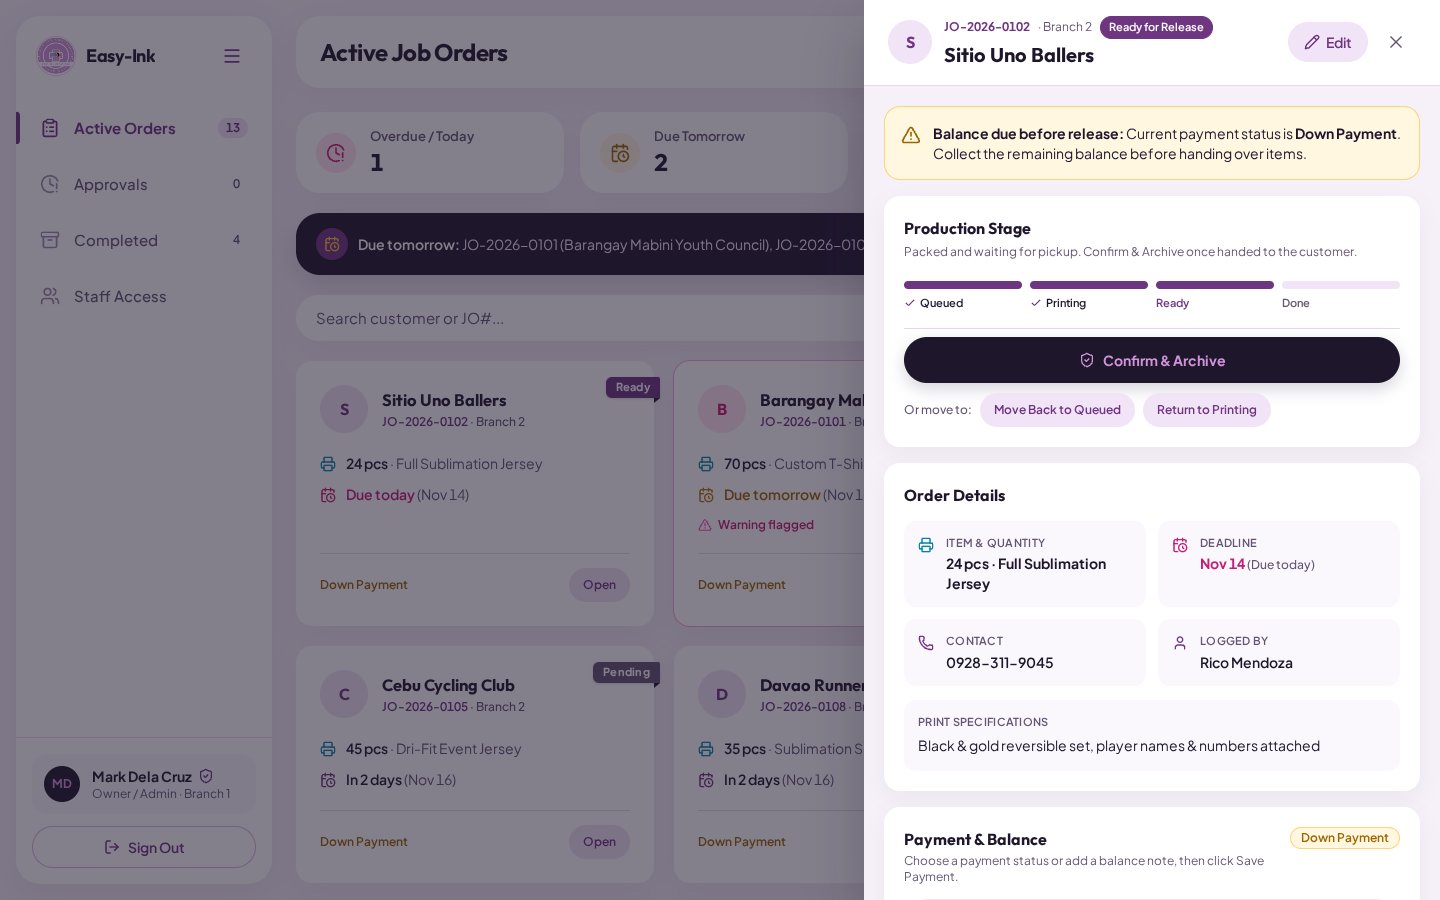 Easy-Ink
Active Orders 13
Approvals 0
Completed 4
Staff Access
MD
Mark Dela Cruz
Owner / Admin · Branch 1
Sign Out
Active Job Orders
Overdue / Today
1
Due Tomorrow
2
Due tomorrow: JO-2026-0101 (Barangay Mabini Youth Council), JO-2026-010
Search customer or JO#...
Ready
S
Sitio Uno Ballers
JO-2026-0102 · Branch 2
24 pcs · Full Sublimation Jersey
Due today (Nov 14)
Down Payment
Open
B
Barangay Mal
JO-2026-0101 · Br
70 pcs · Custom T-Shi
Due tomorrow (Nov 1
Warning flagged
Down Payment
Pending
C
Cebu Cycling Club
JO-2026-0105 · Branch 2
45 pcs · Dri-Fit Event Jersey
In 2 days (Nov 16)
Down Payment
Open
D
Davao Runner
JO-2026-0108 · Br
35 pcs · Sublimation S
In 2 days (Nov 16)
Down Payment
S
JO-2026-0102 · Branch 2 Ready for Release
Sitio Uno Ballers
Edit
Balance due before release: Current payment status is Down Payment.
Collect the remaining balance before handing over items.
Production Stage
Packed and waiting for pickup. Confirm & Archive once handed to the customer.
Queued
Printing
Ready
Done
Confirm & Archive
Or move to: Move Back to Queued Return to Printing
Order Details
ITEM & QUANTITY
24 pcs · Full Sublimation
Jersey
DEADLINE
Nov 14 (Due today)
CONTACT
0928-311-9045
LOGGED BY
Rico Mendoza
PRINT SPECIFICATIONS
Black & gold reversible set, player names & numbers attached
Payment & Balance
Down Payment
Choose a payment status or add a balance note, then click Save
Payment.